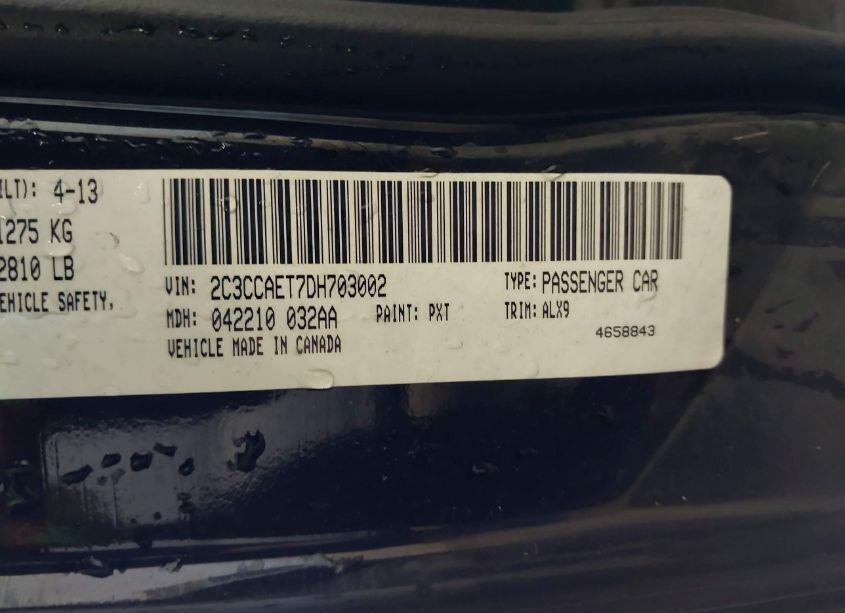 ILT): 4-13
1275 KG
2810 LB
EHICLE SAFETY,
VIN: 2C3CCAET7DH703002 TYPE: PASSENGER CAR
MDH: 042210 032AA PAINT: PXT TRIM: ALX9
VEHICLE MADE IN CANADA 4658843